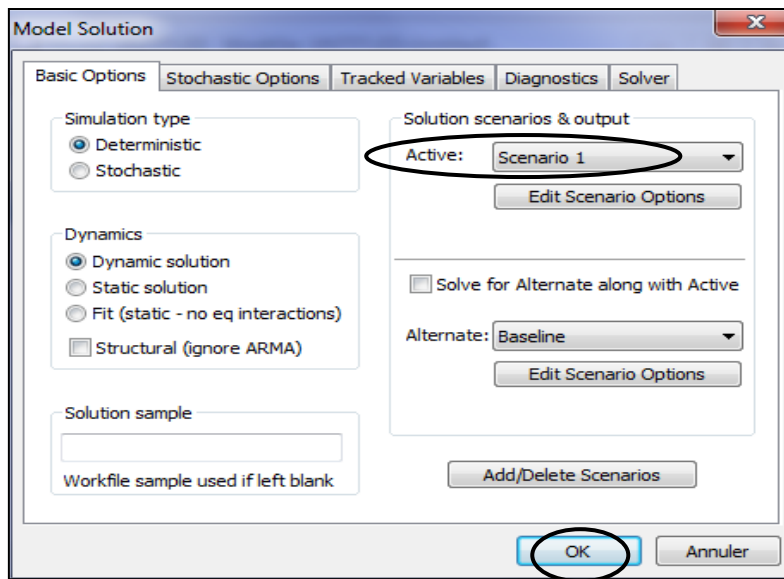 Model Solution
Basic Options
Stochastic Options
Tracked Variables
Diagnostics
Solver
Simulation type
Deterministic
Stochastic
Dynamics
Dynamic solution
Static solution
Fit (static - no eq interactions)
Structural (ignore ARMA)
Solution sample
Workfile sample used if left blank
Solution scenarios & output
Active: Scenario 1
Edit Scenario Options
Solve for Alternate along with Active
Alternate: Baseline
Edit Scenario Options
Add/Delete Scenarios
OK
Annuler